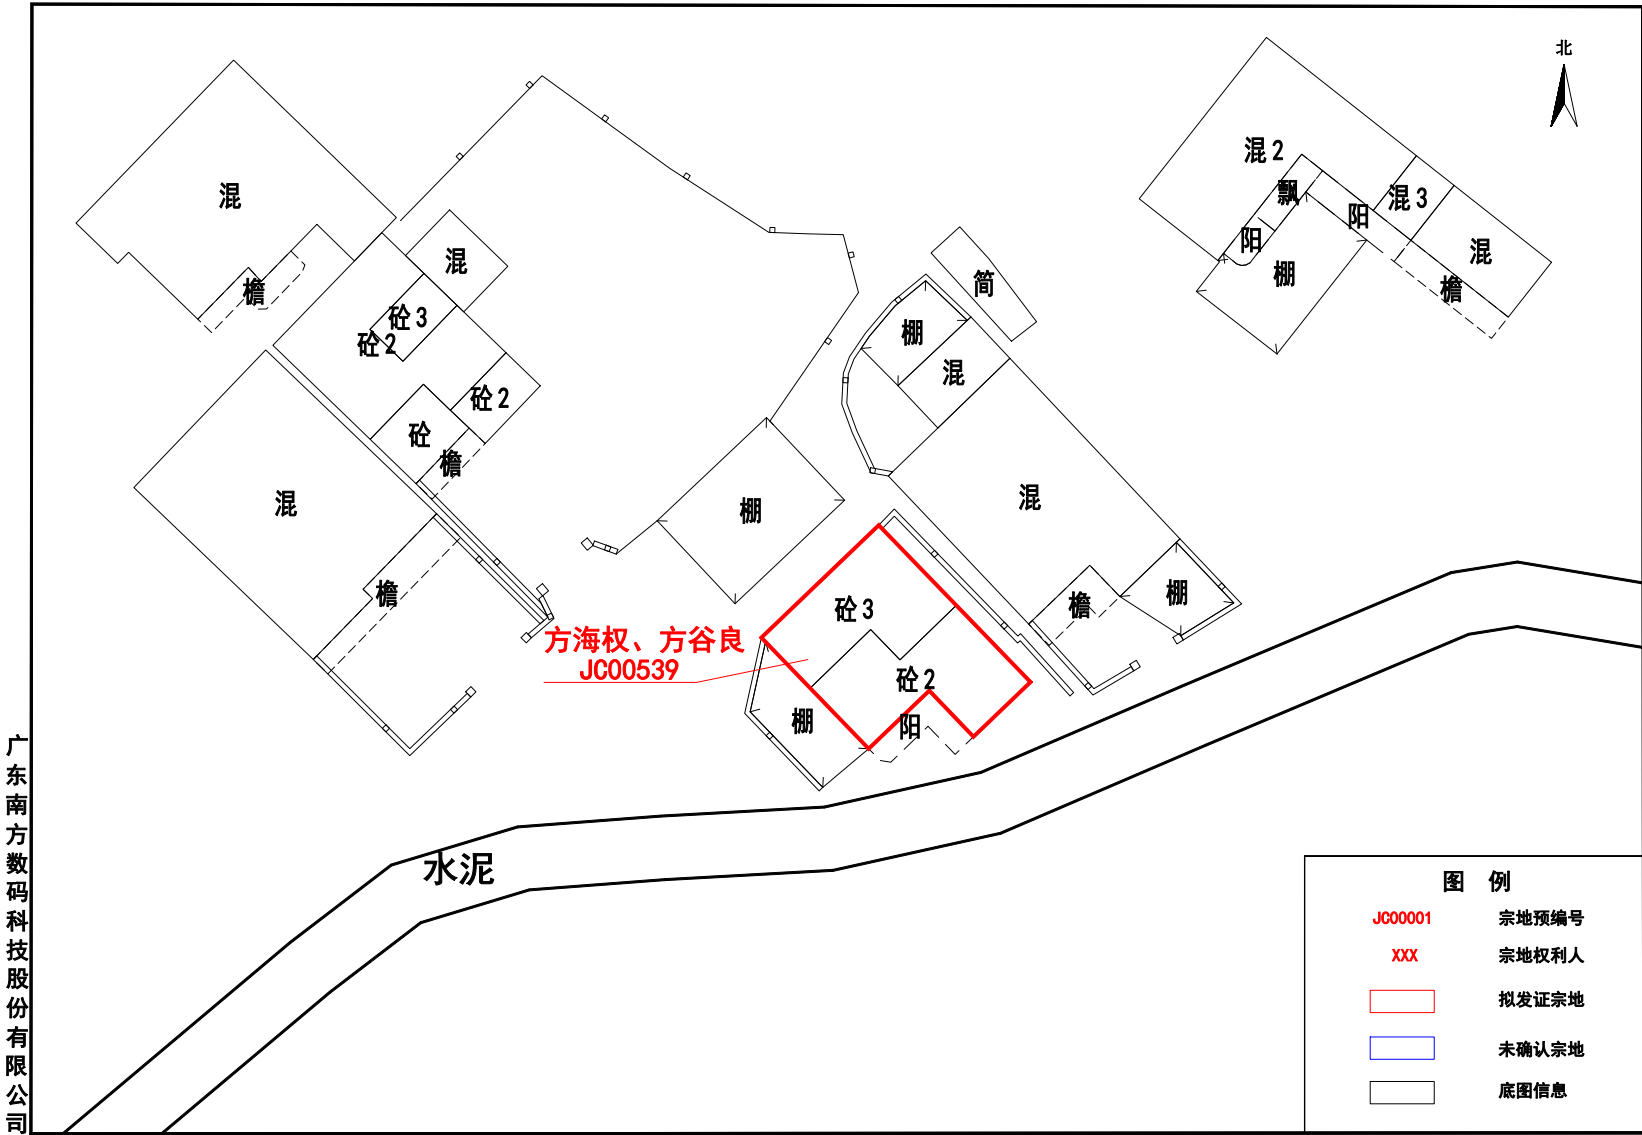 北
混2
混
飘
混3
阳
阳
混
混
棚
檐
简
檐
砼3
棚
砼2
混
砼2
砼
檐
混
混
棚
檐
棚
檐
砼3
方海权、方谷良
JC00539
砼2
棚
阳
水泥
广东南方数码科技股份有限公司
图 例
JC00001 宗地预编号
XXX 宗地权利人
拟发证宗地
未确认宗地
底图信息